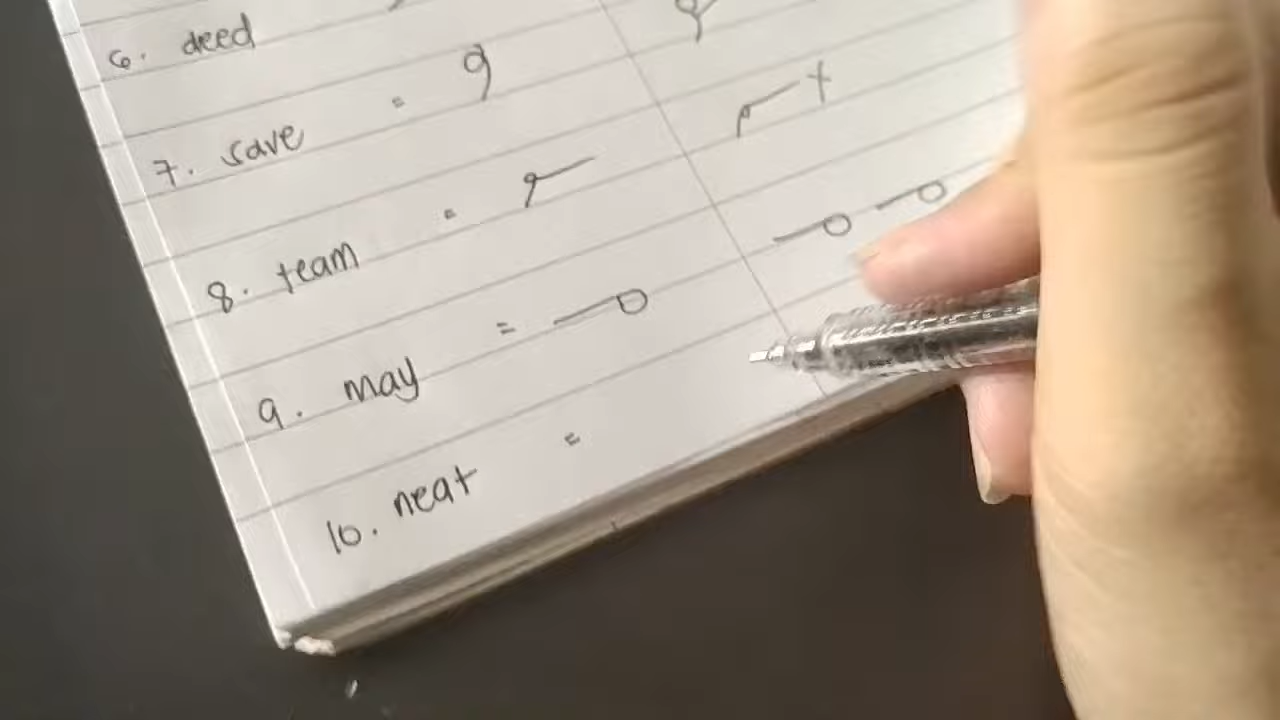 6. deed
7. save =
8. team =
9. may =
10. neat =